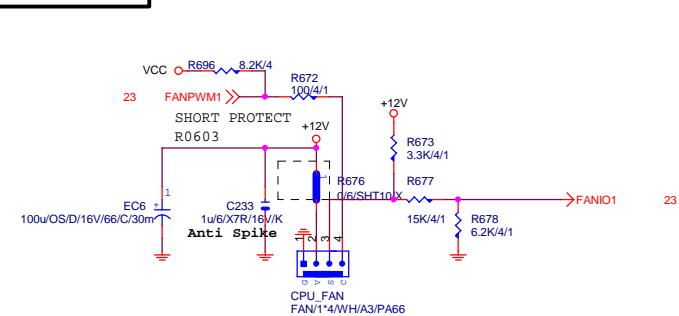 VCC
R696
8.2K/4
R672
100/4/1
23
FANPWM1
SHORT PROTECT
R0603
+12V
+12V
R673
3.3K/4/1
R676
0/6/SHT10/X
R677
15K/4/1
FANIO1
23
EC6
100u/OS/D/16V/66/C/30m
1
+
C233
1u/6/X7R/16V/K
Anti Spike
R678
6.2K/4/1
1
2
3
4
G
V
S
C
CPU_FAN
FAN/1*4/WH/A3/PA66